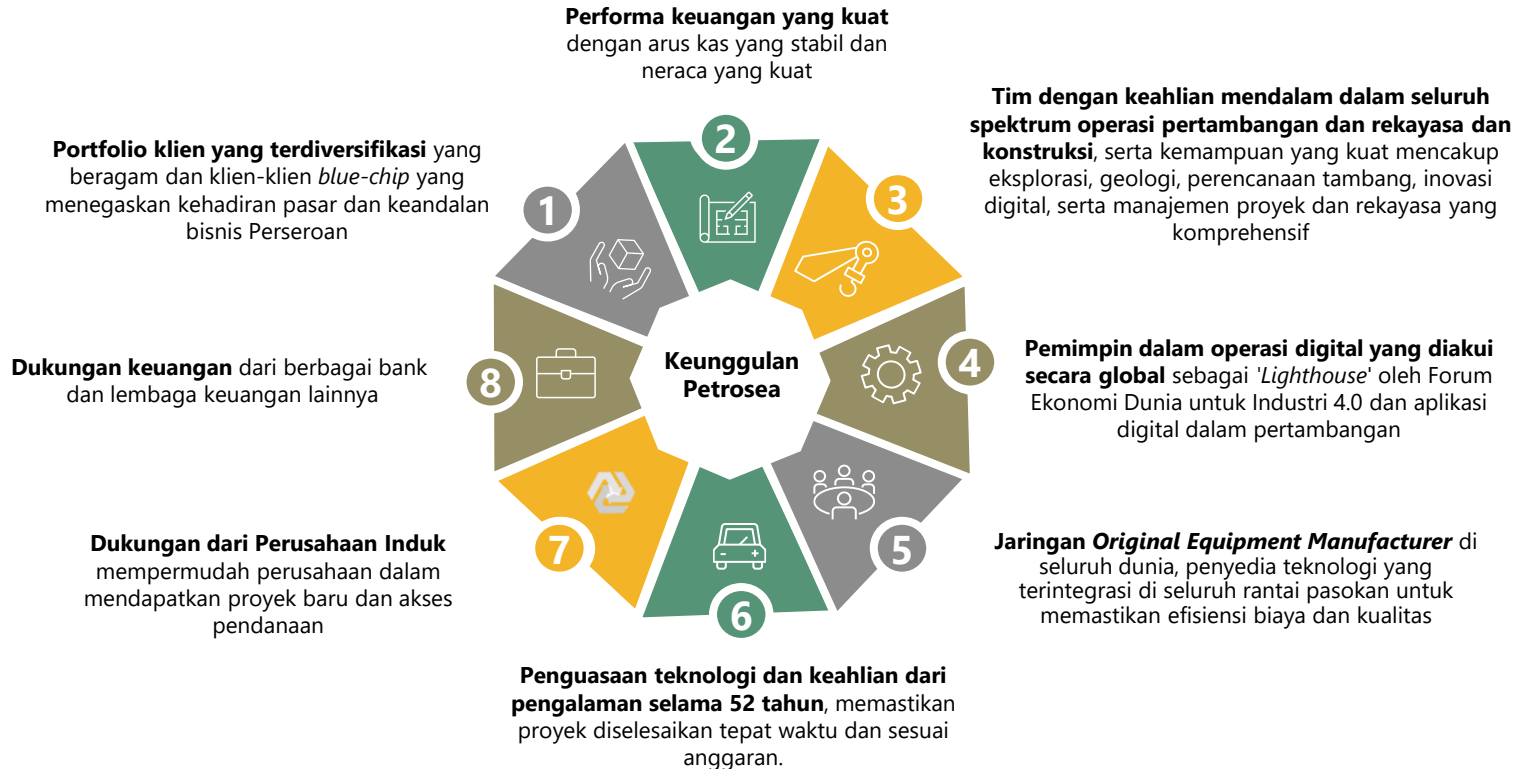 Performa keuangan yang kuat
dengan arus kas yang stabil dan
neraca yang kuat
Portfolio klien yang terdiversifikasi yang
beragam dan klien-klien blue-chip yang
menegaskan kehadiran pasar dan keandalan
bisnis Perseroan
Tim dengan keahlian mendalam dalam seluruh
spektrum operasi pertambangan dan rekayasa dan
konstruksi, serta kemampuan yang kuat mencakup
eksplorasi, geologi, perencanaan tambang, inovasi
digital, serta manajemen proyek dan rekayasa yang
komprehensif
1
2
3
4
5
6
7
8
Keunggulan
Petrosea
Dukungan keuangan dari berbagai bank
dan lembaga keuangan lainnya
Pemimpin dalam operasi digital yang diakui
secara global sebagai 'Lighthouse' oleh Forum
Ekonomi Dunia untuk Industri 4.0 dan aplikasi
digital dalam pertambangan
Dukungan dari Perusahaan Induk
mempermudah perusahaan dalam
mendapatkan proyek baru dan akses
pendanaan
Jaringan Original Equipment Manufacturer di
seluruh dunia, penyedia teknologi yang
terintegrasi di seluruh rantai pasokan untuk
memastikan efisiensi biaya dan kualitas
Penguasaan teknologi dan keahlian dari
pengalaman selama 52 tahun, memastikan
proyek diselesaikan tepat waktu dan sesuai
anggaran.